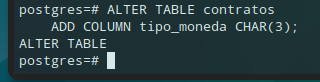 postgres=# ALTER TABLE contratos
    ADD COLUMN tipo_moneda CHAR(3);
ALTER TABLE
postgres=#